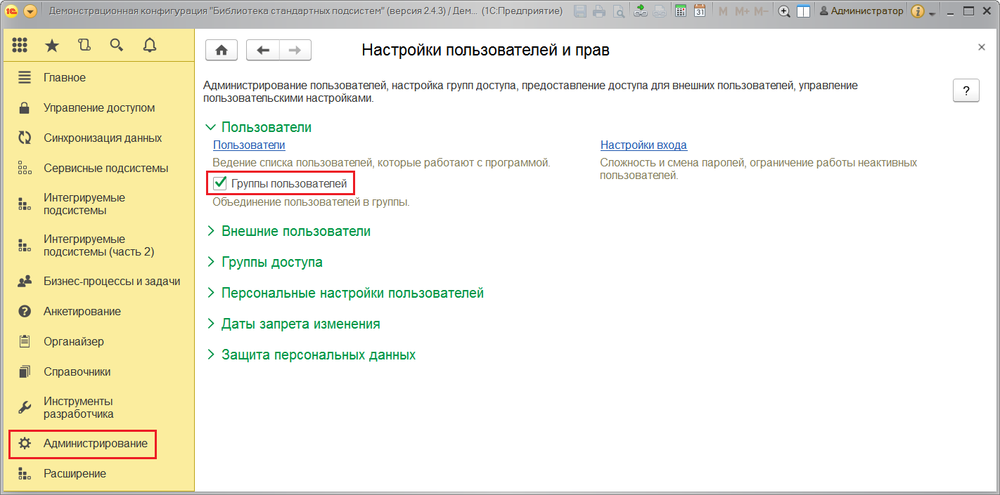 1С
Демонстрационная конфигурация "Библиотека стандартных подсистем" (версия 2.4.3) / Дем... (1С:Предприятие)
31
M M+ M-
Администратор
i
Главное
Управление доступом
Синхронизация данных
Сервисные подсистемы
Интегрируемые
подсистемы
Интегрируемые
подсистемы (часть 2)
Бизнес-процессы и задачи
Анкетирование
Органайзер
Справочники
Инструменты
разработчика
Администрирование
Расширение
Настройки пользователей и прав
Администрирование пользователей, настройка групп доступа, предоставление доступа для внешних пользователей, управление
пользовательскими настройками.
?
Пользователи
Пользователи
Ведение списка пользователей, которые работают с программой.
Группы пользователей
Объединение пользователей в группы.
Настройки входа
Сложность и смена паролей, ограничение работы неактивных
пользователей.
Внешние пользователи
Группы доступа
Персональные настройки пользователей
Даты запрета изменения
Защита персональных данных